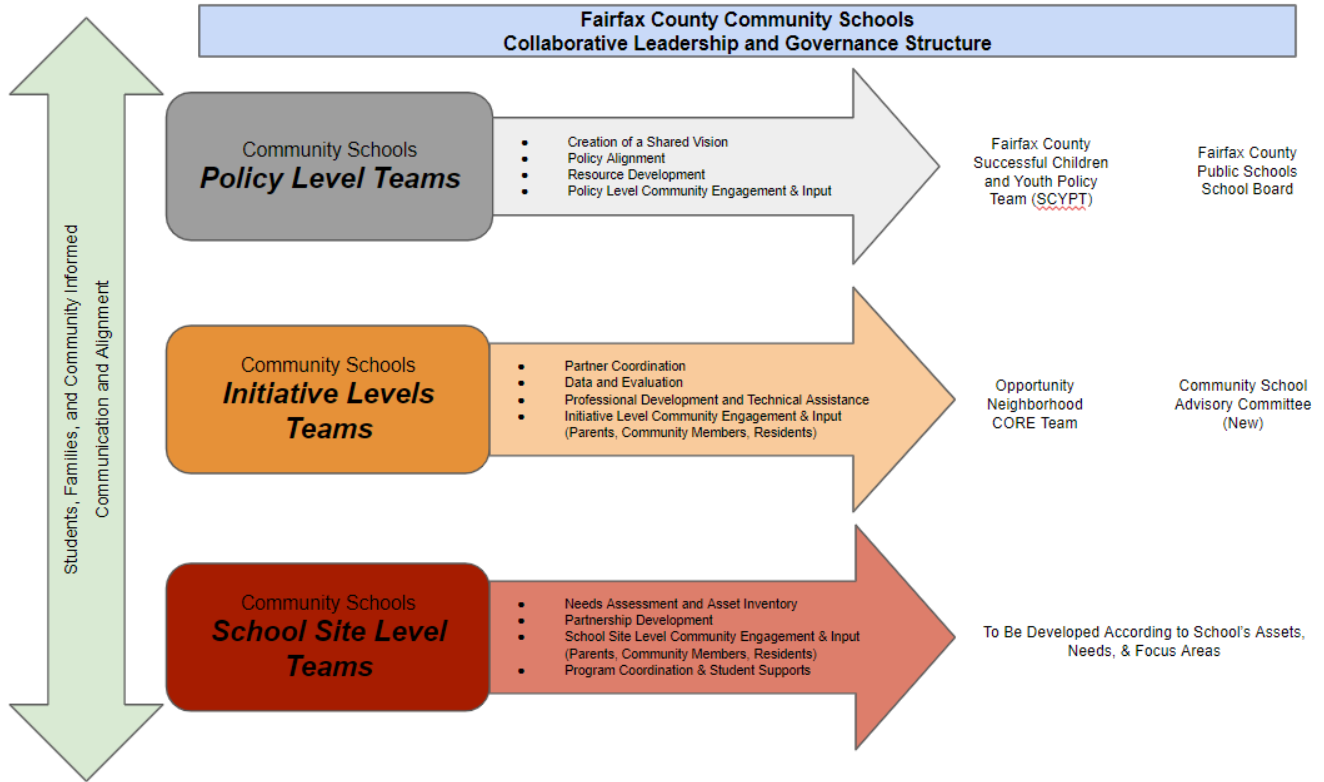 Fairfax County Community Schools
Collaborative Leadership and Governance Structure
Students, Families, and Community Informed
Communication and Alignment
Community Schools
Policy Level Teams
● Creation of a Shared Vision
● Policy Alignment
● Resource Development
● Policy Level Community Engagement & Input
Fairfax County
Successful Children
and Youth Policy
Team (SCYPT)
Fairfax County
Public Schools
School Board
Community Schools
Initiative Levels
Teams
● Partner Coordination
● Data and Evaluation
● Professional Development and Technical Assistance
● Initiative Level Community Engagement & Input
(Parents, Community Members, Residents)
Opportunity
Neighborhood
CORE Team
Community School
Advisory Committee
(New)
Community Schools
School Site Level
Teams
● Needs Assessment and Asset Inventory
● Partnership Development
● School Site Level Community Engagement & Input
(Parents, Community Members, Residents)
● Program Coordination & Student Supports
To Be Developed According to School's Assets,
Needs, & Focus Areas